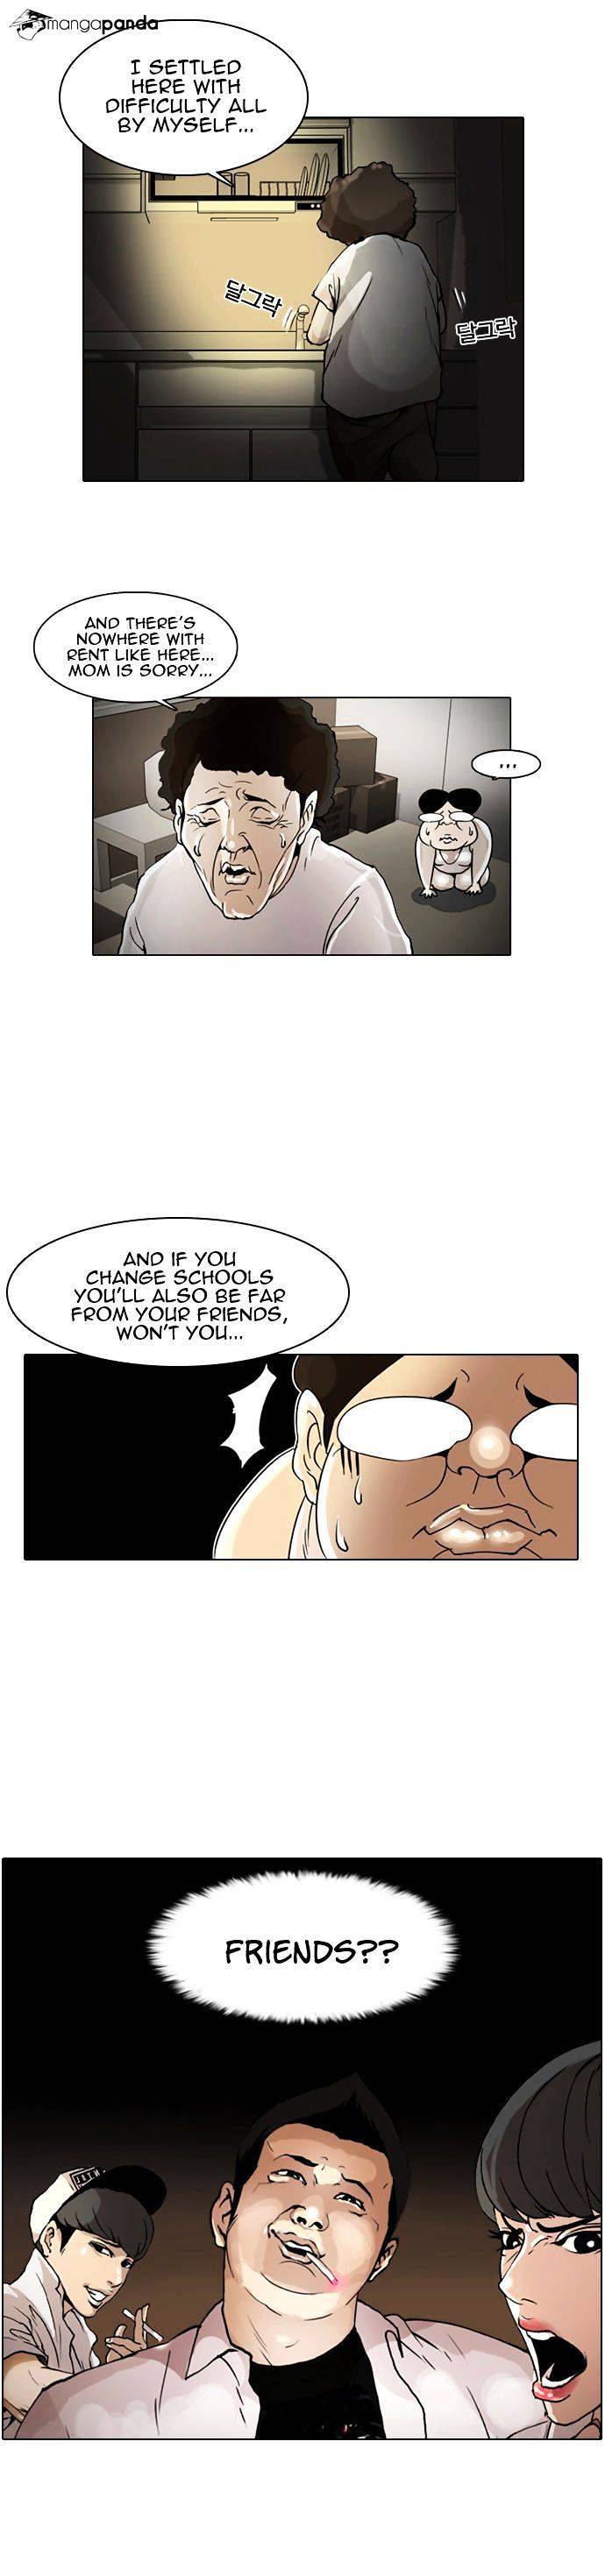 mangapanda
I SETTLED
HERE WITH
DIFFICULTY ALL
BY MYSELF...
달그락
달그락
AND THERE'S
NOWHERE WITH
RENT LIKE HERE...
MOM IS SORRY...
...
AND IF YOU
CHANGE SCHOOLS
YOU'LL ALSO BE FAR
FROM YOUR FRIENDS,
WON'T YOU...
FRIENDS??